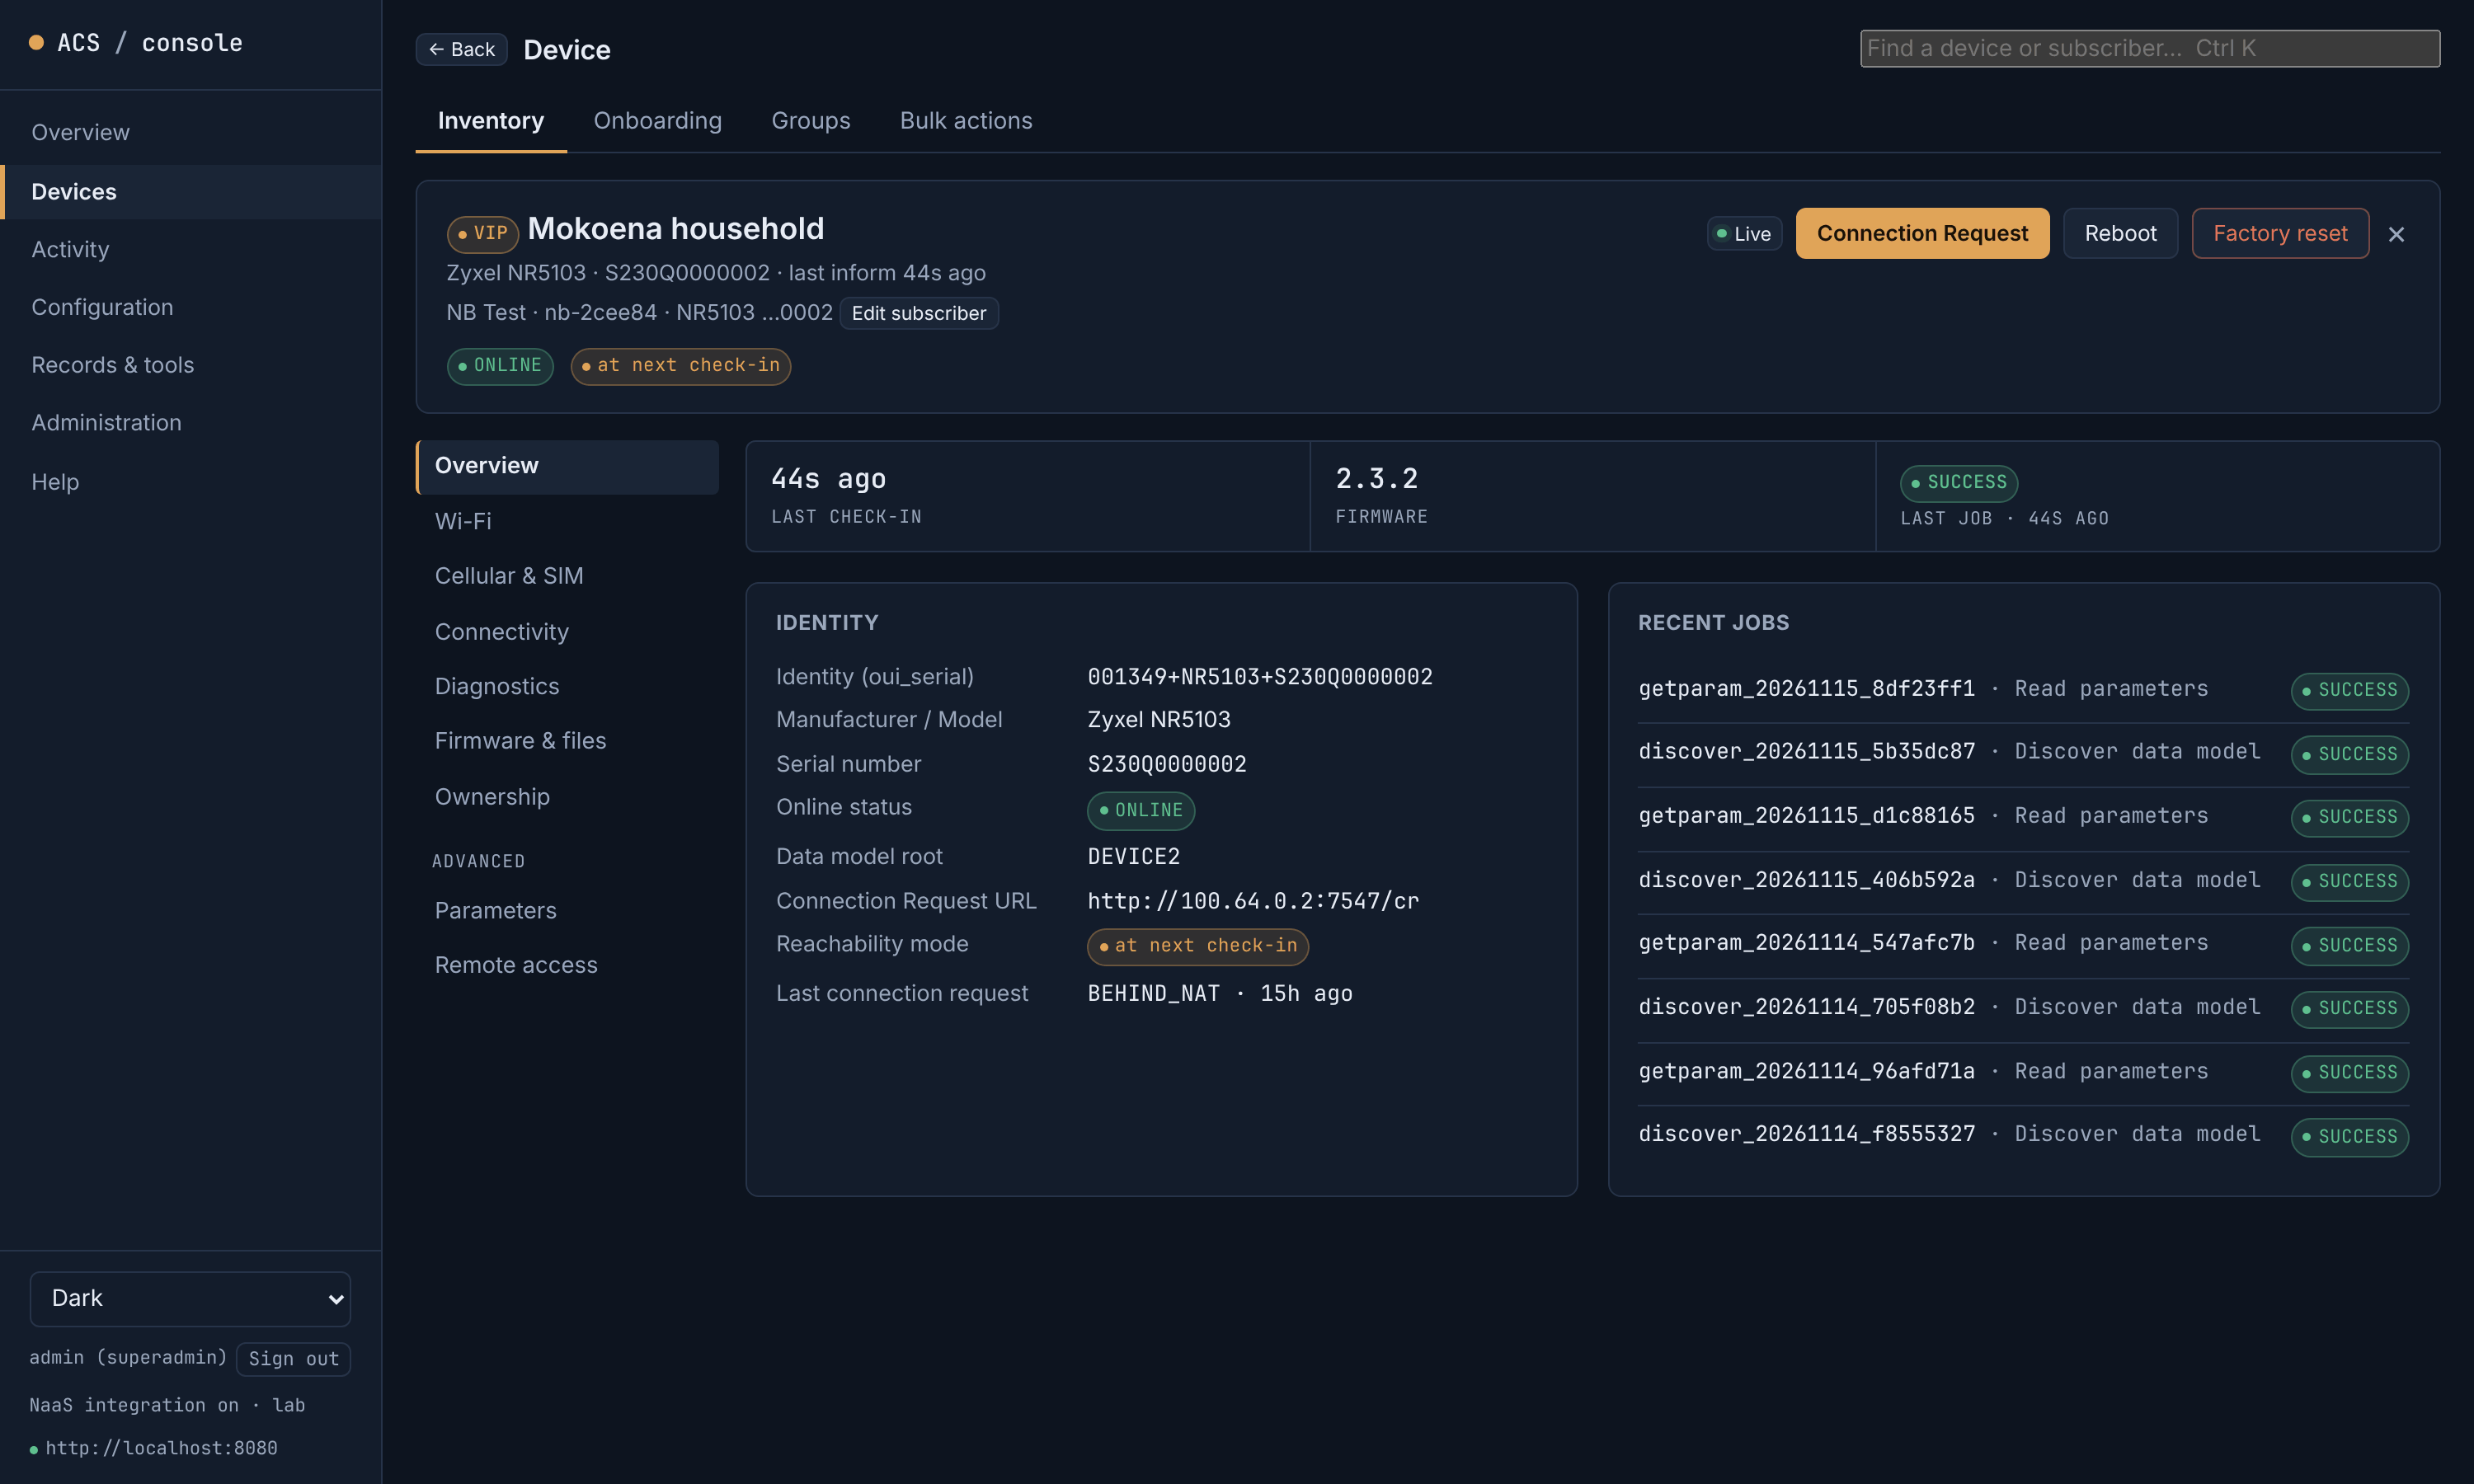 ACS / console
Overview
Devices
Activity
Configuration
Records & tools
Administration
Help
Dark
admin (superadmin) Sign out
NaaS integration on · lab
http://localhost:8080
← Back Device
Find a device or subscriber... Ctrl K
Inventory Onboarding Groups Bulk actions
VIP Mokoena household
Zyxel NR5103 · S230Q0000002 · last inform 44s ago
NB Test · nb-2cee84 · NR5103 …0002 Edit subscriber
ONLINE at next check-in
Live Connection Request Reboot Factory reset ✕
Overview
Wi-Fi
Cellular & SIM
Connectivity
Diagnostics
Firmware & files
Ownership
ADVANCED
Parameters
Remote access
44s ago
LAST CHECK-IN
2.3.2
FIRMWARE
SUCCESS
LAST JOB · 44S AGO
IDENTITY
Identity (oui_serial) 001349+NR5103+S230Q0000002
Manufacturer / Model Zyxel NR5103
Serial number S230Q0000002
Online status ONLINE
Data model root DEVICE2
Connection Request URL http://100.64.0.2:7547/cr
Reachability mode at next check-in
Last connection request BEHIND_NAT · 15h ago
RECENT JOBS
getparam_20261115_8df23ff1 · Read parameters SUCCESS
discover_20261115_5b35dc87 · Discover data model SUCCESS
getparam_20261115_d1c88165 · Read parameters SUCCESS
discover_20261115_406b592a · Discover data model SUCCESS
getparam_20261114_547afc7b · Read parameters SUCCESS
discover_20261114_705f08b2 · Discover data model SUCCESS
getparam_20261114_96afd71a · Read parameters SUCCESS
discover_20261114_f8555327 · Discover data model SUCCESS